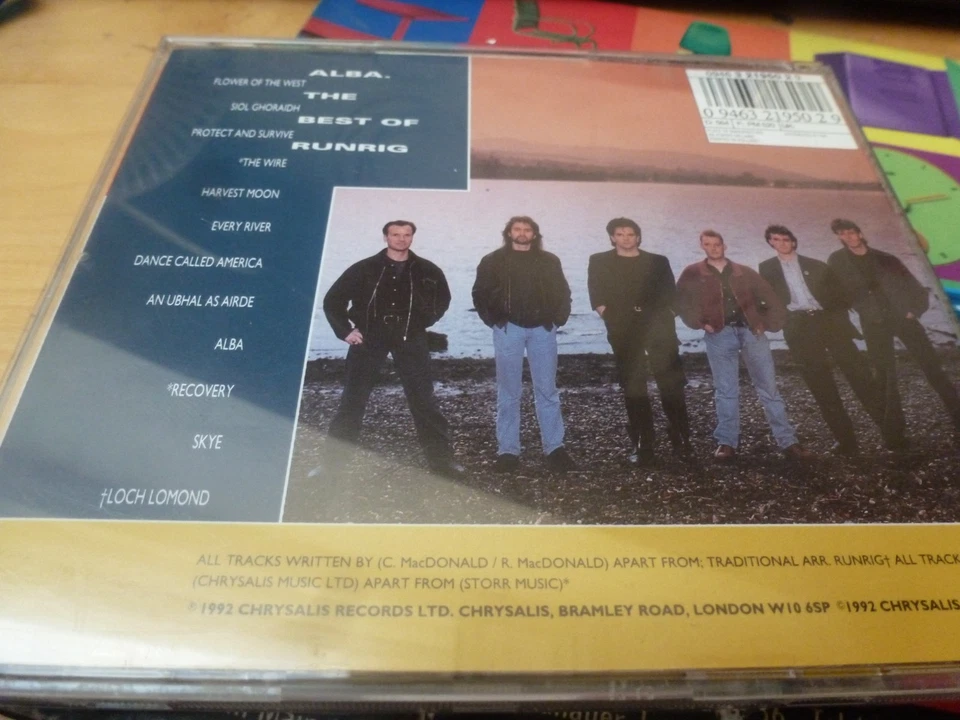 ALBA.
THE
BEST OF
RUNRIG
FLOWER OF THE WEST
SIOL GHORAIDH
PROTECT AND SURVIVE
*THE WIRE
HARVEST MOON
EVERY RIVER
DANCE CALLED AMERICA
AN UBHAL AS AIRDE
ALBA
*RECOVERY
SKYE
†LOCH LOMOND
0 9463 21950 2 9
ALL TRACKS WRITTEN BY (C. MacDONALD / R. MacDONALD) APART FROM; TRADITIONAL ARR. RUNRIG† ALL TRACK
(CHRYSALIS MUSIC LTD) APART FROM (STORR MUSIC)*
℗ 1992 CHRYSALIS RECORDS LTD. CHRYSALIS, BRAMLEY ROAD, LONDON W10 6SP ©1992 CHRYSALIS